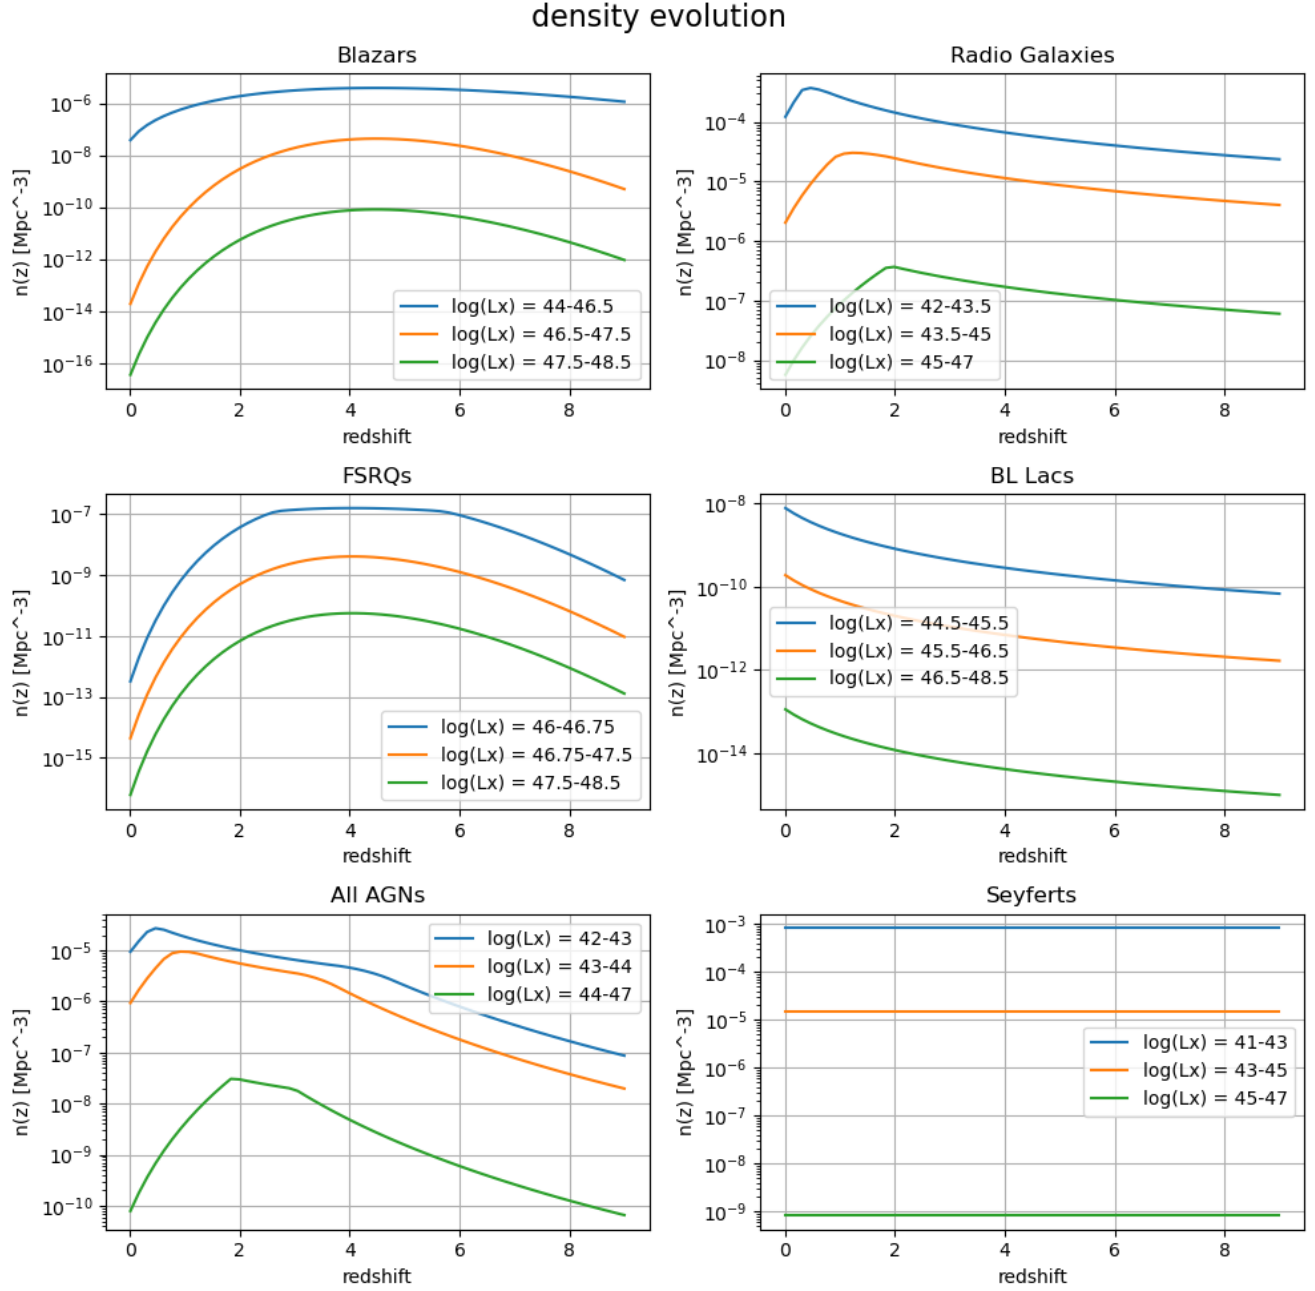 density evolution
Blazars
n(z) [Mpc^-3]
10^-6
10^-8
10^-10
10^-12
10^-14
10^-16
log(Lx) = 44-46.5
log(Lx) = 46.5-47.5
log(Lx) = 47.5-48.5
0 2 4 6 8
redshift
Radio Galaxies
n(z) [Mpc^-3]
10^-4
10^-5
10^-6
10^-7
10^-8
log(Lx) = 42-43.5
log(Lx) = 43.5-45
log(Lx) = 45-47
0 2 4 6 8
redshift
FSRQs
n(z) [Mpc^-3]
10^-7
10^-9
10^-11
10^-13
10^-15
log(Lx) = 46-46.75
log(Lx) = 46.75-47.5
log(Lx) = 47.5-48.5
0 2 4 6 8
redshift
BL Lacs
n(z) [Mpc^-3]
10^-8
10^-10
10^-12
10^-14
log(Lx) = 44.5-45.5
log(Lx) = 45.5-46.5
log(Lx) = 46.5-48.5
0 2 4 6 8
redshift
All AGNs
n(z) [Mpc^-3]
10^-5
10^-6
10^-7
10^-8
10^-9
10^-10
log(Lx) = 42-43
log(Lx) = 43-44
log(Lx) = 44-47
0 2 4 6 8
redshift
Seyferts
n(z) [Mpc^-3]
10^-3
10^-4
10^-5
10^-6
10^-7
10^-8
10^-9
log(Lx) = 41-43
log(Lx) = 43-45
log(Lx) = 45-47
0 2 4 6 8
redshift